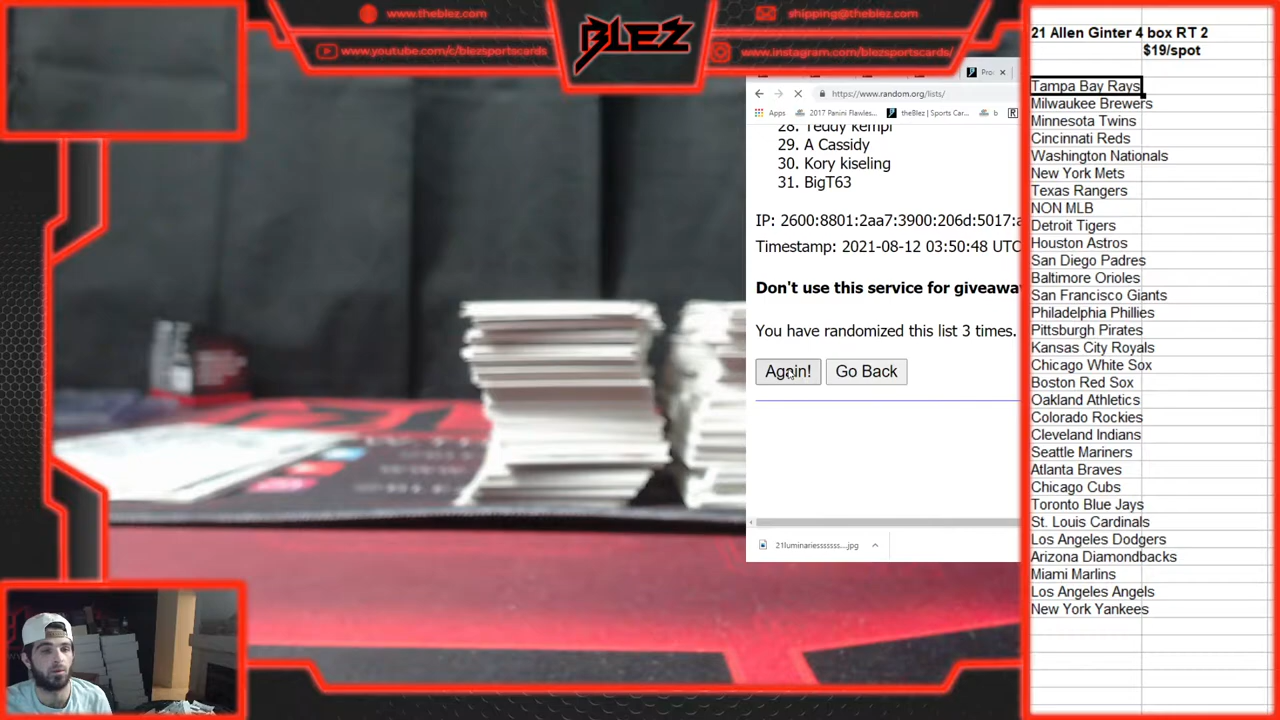 www.theblez.com
www.youtube.com/c/blezsportscards
BLEZ
shipping@theblez.com
www.instagram.com/blezsportscards/
https://www.random.org/lists/
Apps
2017 Panini Flawles...
theBlez | Sports Car...
b
28. Teddy kempf
29. A Cassidy
30. Kory kiseling
31. BigT63
IP: 2600:8801:2aa7:3900:206d:5017:
Timestamp: 2021-08-12 03:50:48 UTC
Don't use this service for giveaway
You have randomized this list 3 times.
Again!
Go Back
21luminariesssssss....jpg
21 Allen Ginter 4 box RT 2
$19/spot
Tampa Bay Rays
Milwaukee Brewers
Minnesota Twins
Cincinnati Reds
Washington Nationals
New York Mets
Texas Rangers
NON MLB
Detroit Tigers
Houston Astros
San Diego Padres
Baltimore Orioles
San Francisco Giants
Philadelphia Phillies
Pittsburgh Pirates
Kansas City Royals
Chicago White Sox
Boston Red Sox
Oakland Athletics
Colorado Rockies
Cleveland Indians
Seattle Mariners
Atlanta Braves
Chicago Cubs
Toronto Blue Jays
St. Louis Cardinals
Los Angeles Dodgers
Arizona Diamondbacks
Miami Marlins
Los Angeles Angels
New York Yankees